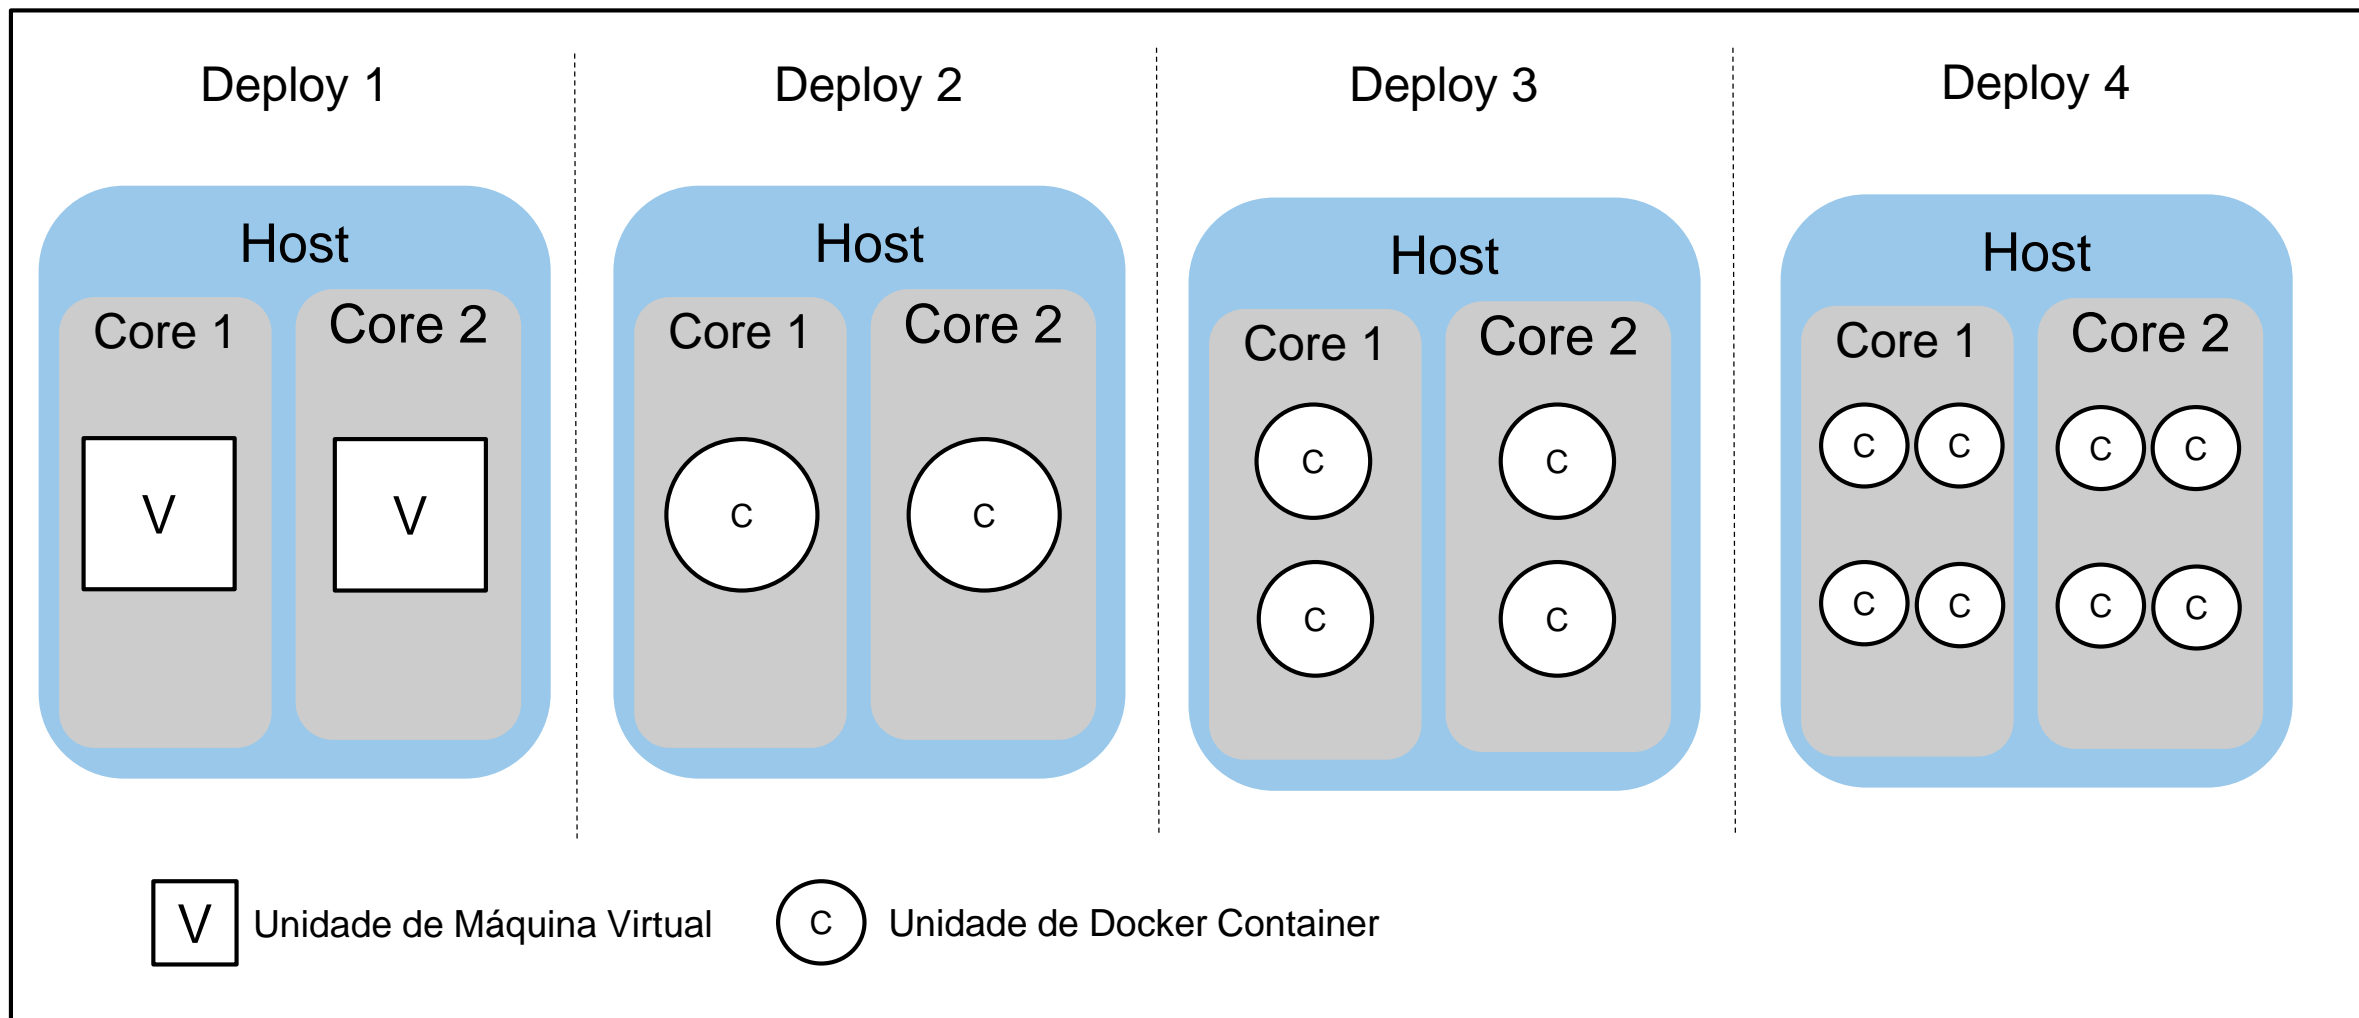 Deploy 1
Deploy 2
Deploy 3
Deploy 4
Host
Core 1
Core 2
V
V
Host
Core 1
Core 2
C
C
Host
Core 1
Core 2
C
C
C
C
Host
Core 1
Core 2
C C
C C
C C
C C
V Unidade de Máquina Virtual
C Unidade de Docker Container